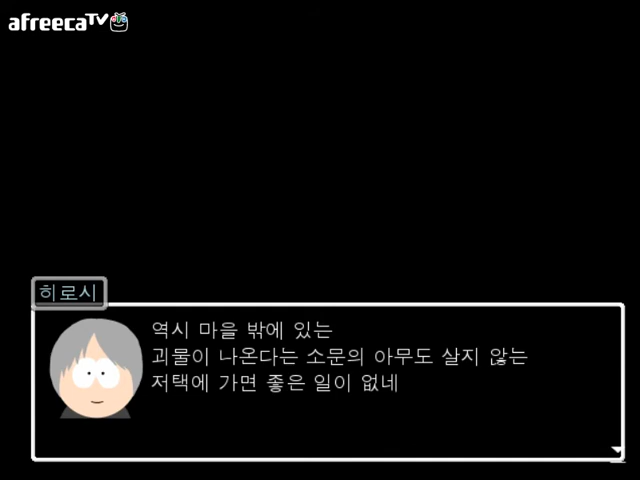 afreecaTV
히로시
역시 마을 밖에 있는
괴물이 나온다는 소문의 아무도 살지 않는
저택에 가면 좋은 일이 없네